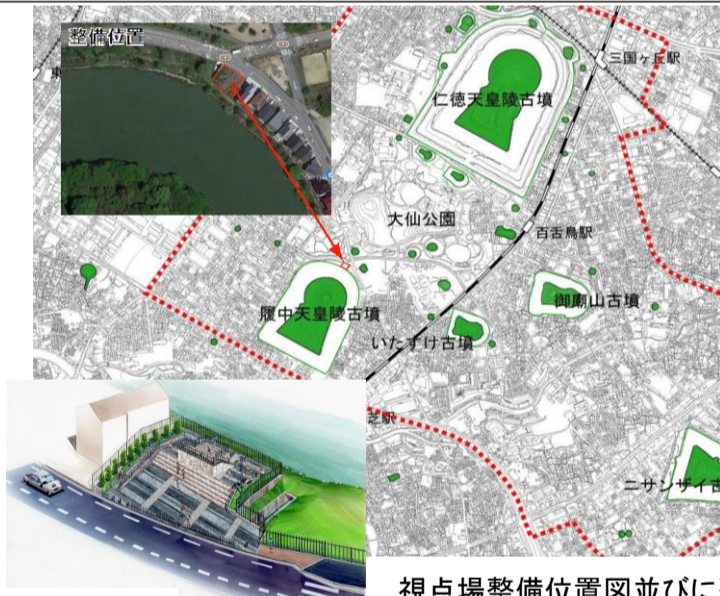 整備位置
三国ヶ丘駅
仁徳天皇陵古墳
大仙公園
百舌鳥駅
御廟山古墳
履中天皇陵古墳
いたすけ古墳
芝駅
ニサンザイ古
視点場整備位置図並びに